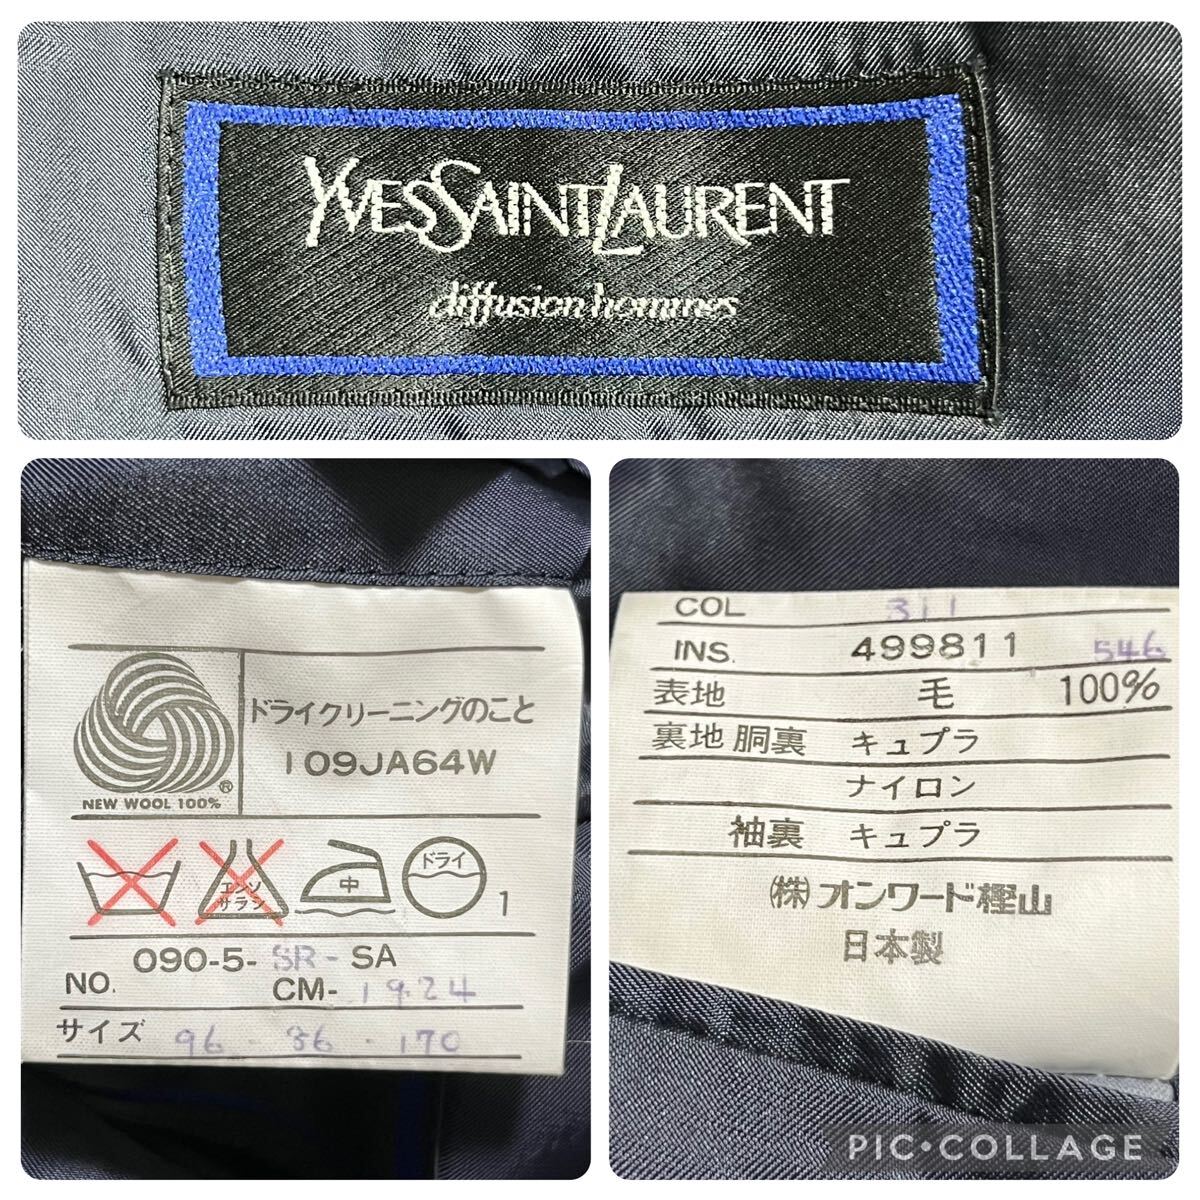 YVESSAINTLAURENT
diffusion hommes
ドライクリーニングのこと
109JA64W
NEW WOOL 100%
エンソ
サラシ
中
ドライ
1
090-5-SR-SA
NO. CM-1924
サイズ 96-86-170
COL 311
INS. 499811 546
表地 毛 100%
裏地 胴裏 キュプラ
ナイロン
袖裏 キュプラ
(株)オンワード樫山
日本製
PIC•COLLAGE